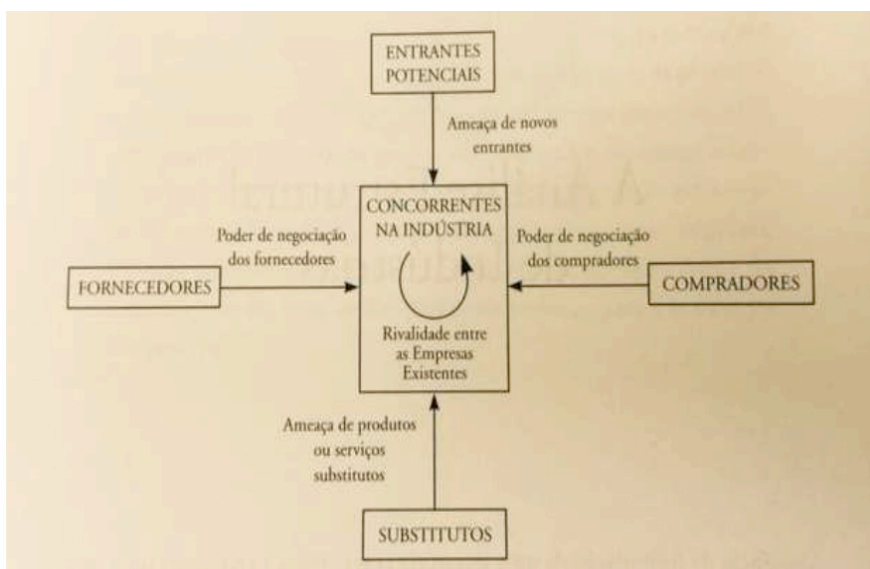 ENTRANTES
POTENCIAIS
Ameaça de novos
entrantes
CONCORRENTES
NA INDÚSTRIA
Poder de negociação
dos fornecedores
Poder de negociação
dos compradores
FORNECEDORES
COMPRADORES
Rivalidade entre
as Empresas
Existentes
Ameaça de produtos
ou serviços
substitutos
SUBSTITUTOS